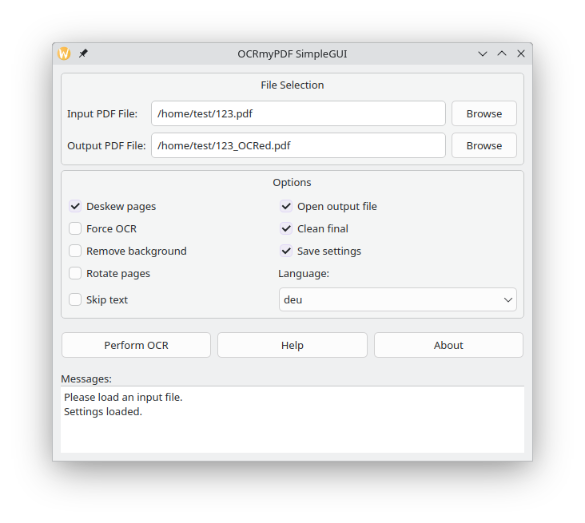 W
OCRmyPDF SimpleGUI
File Selection
Input PDF File: /home/test/123.pdf Browse
Output PDF File: /home/test/123_OCRed.pdf Browse
Options
Deskew pages Open output file
Force OCR Clean final
Remove background Save settings
Rotate pages Language:
Skip text deu
Perform OCR Help About
Messages:
Please load an input file.
Settings loaded.